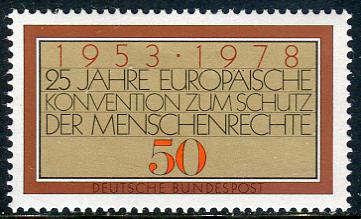 1953·1978
25 JAHRE EUROPÄISCHE
KONVENTION ZUM SCHUTZ
DER MENSCHENRECHTE
50
DEUTSCHE BUNDESPOST